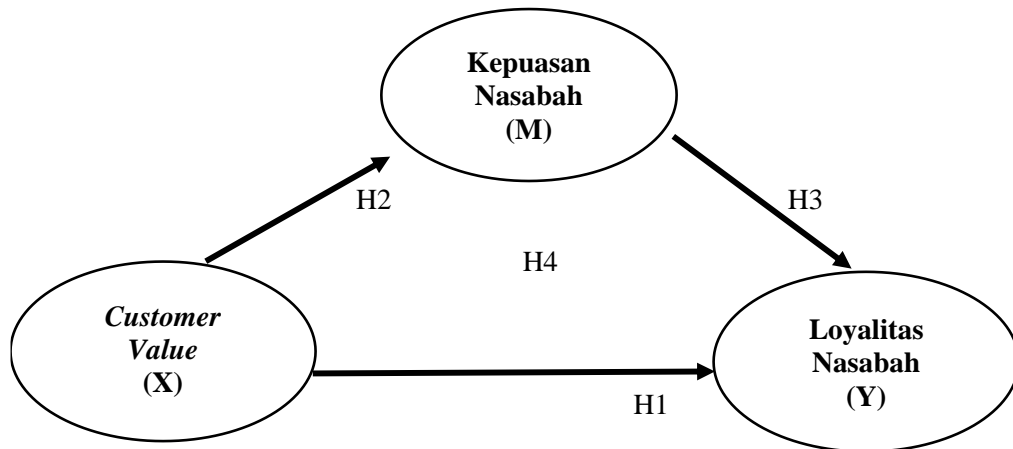 Kepuasan
Nasabah
(M)
H2
H3
H4
Customer
Value
(X)
Loyalitas
Nasabah
(Y)
H1